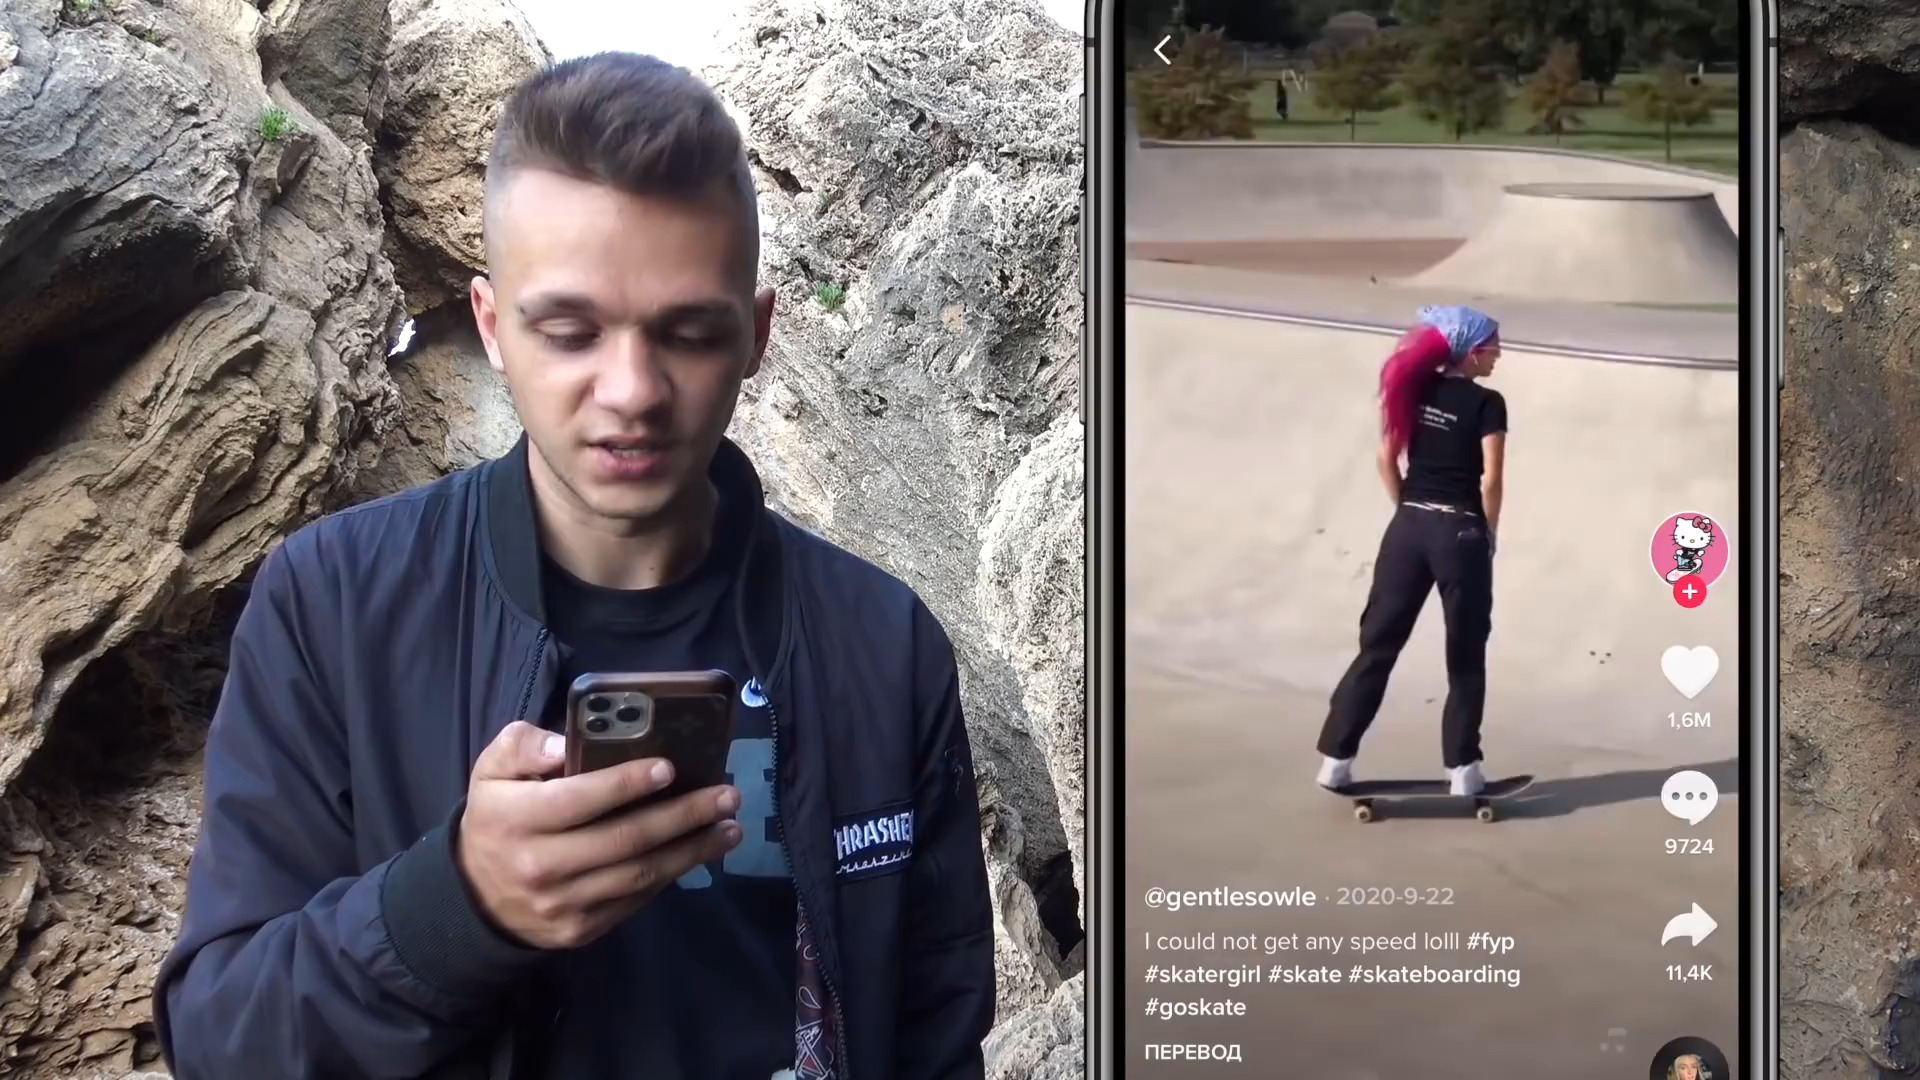 THRASHER
MAGAZINE
@gentlesowle · 2020-9-22
I could not get any speed lolll #fyp
#skatergirl #skate #skateboarding
#goskate
ПЕРЕВОД
1,6M
9724
11,4K